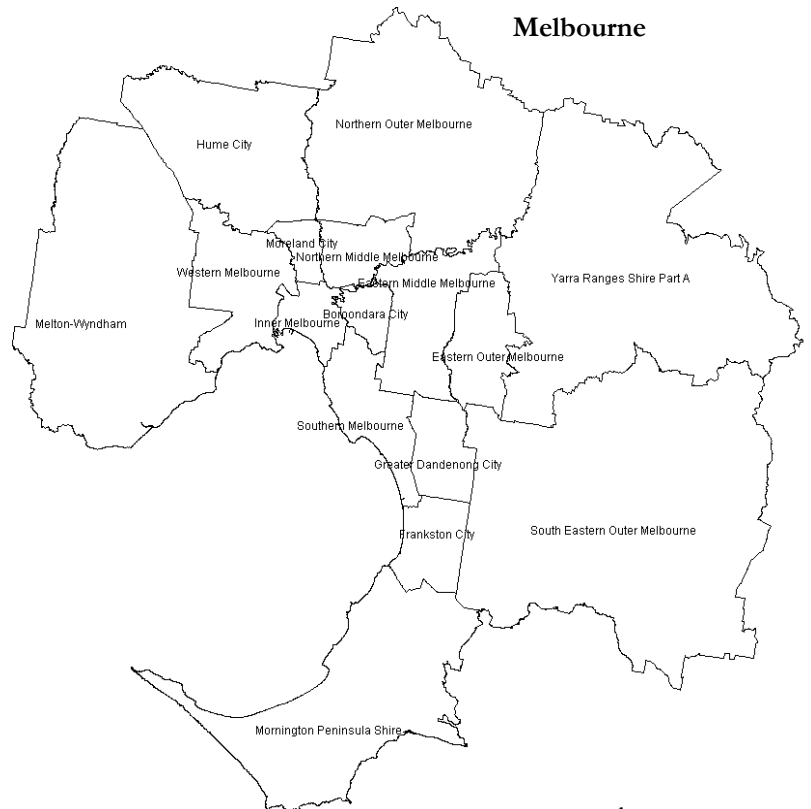 Melbourne
Northern Outer Melbourne
Hume City
Moreland City
Northern Middle Melbourne
Western Melbourne
Eastern Middle Melbourne
Yarra Ranges Shire Part A
Boroondara City
Inner Melbourne
Melton-Wyndham
Eastern Outer Melbourne
Southern Melbourne
Greater Dandenong City
Frankston City
South Eastern Outer Melbourne
Mornington Peninsula Shire